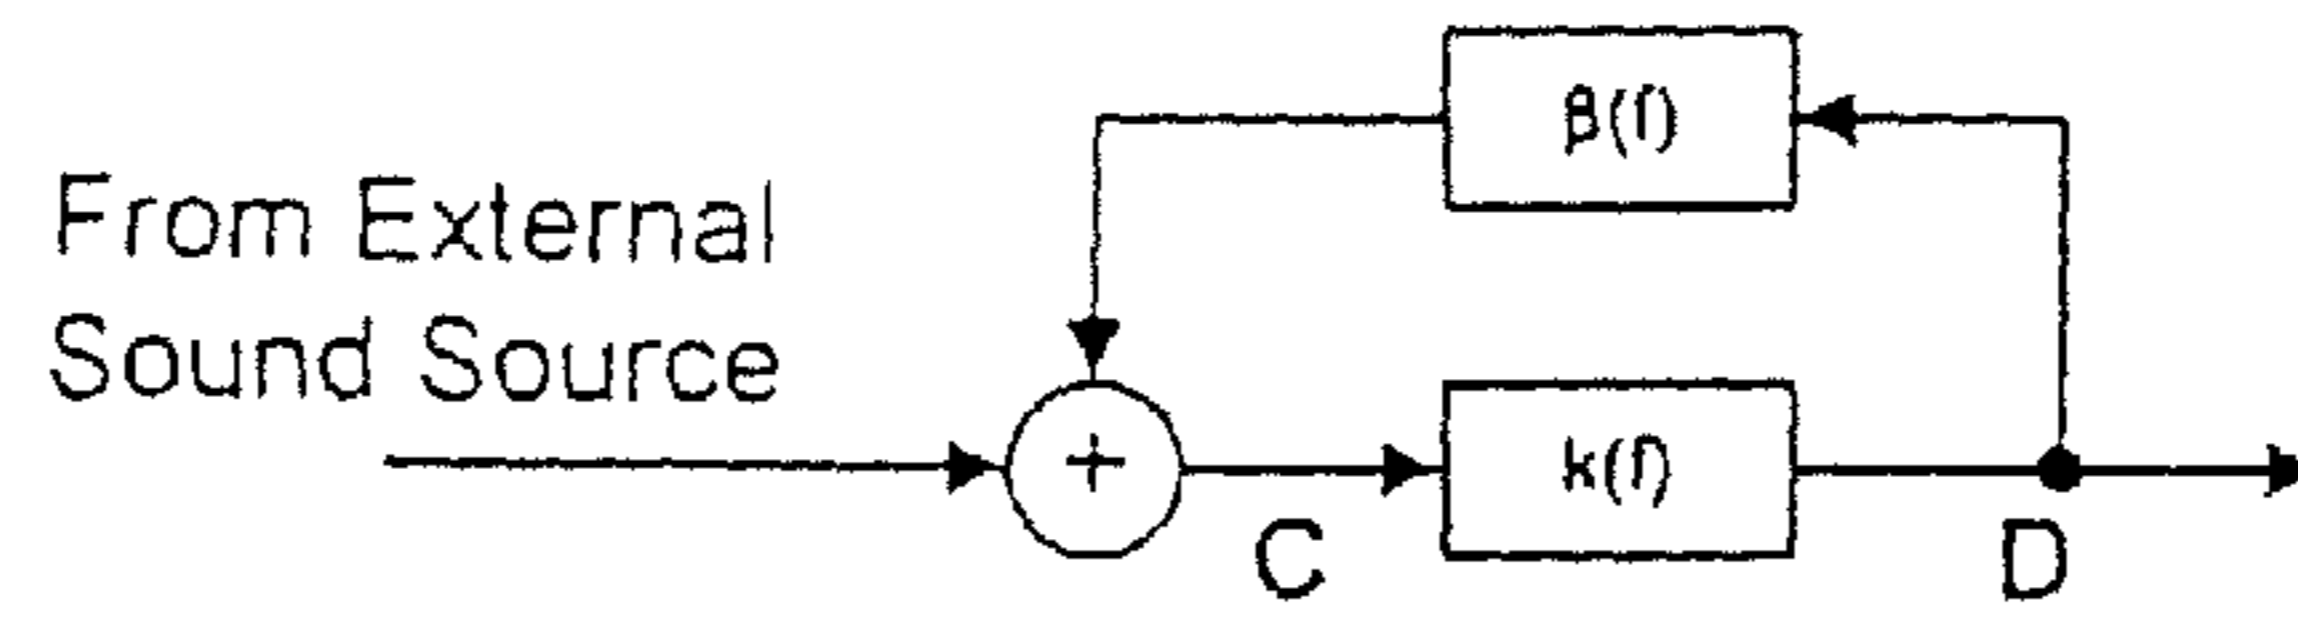 β(f)
From External
Sound Source
+
k(f)
C
D